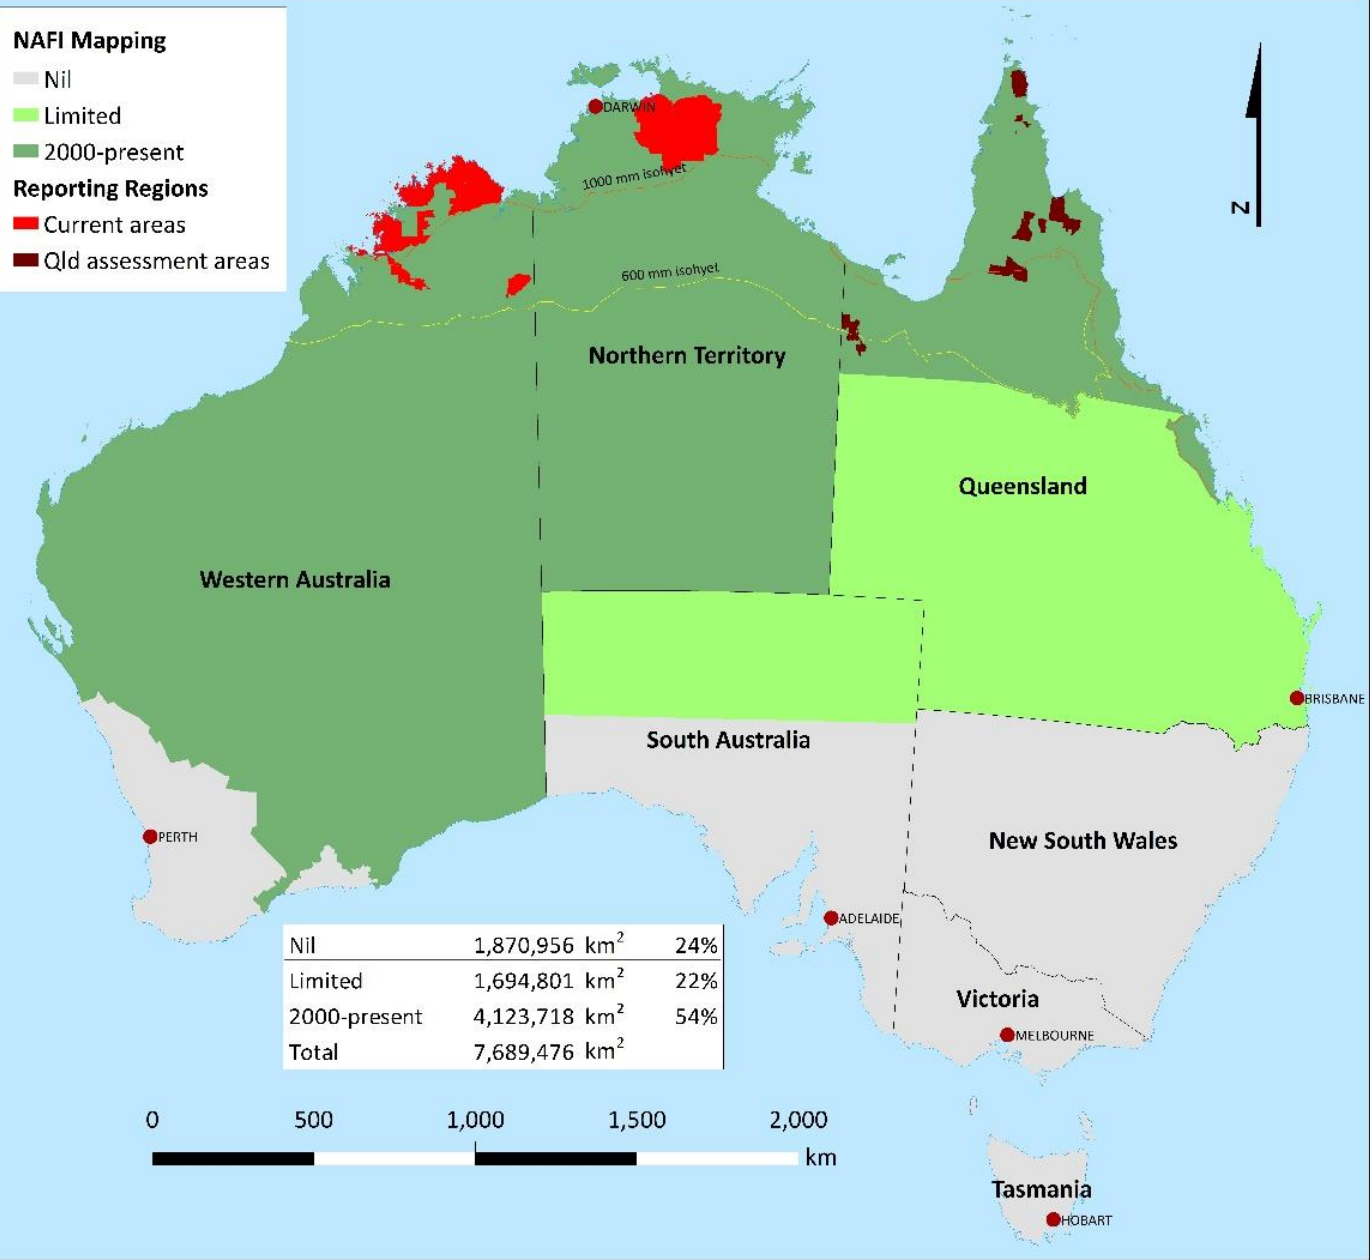 NAFI Mapping
Nil
Limited
2000-present
Reporting Regions
Current areas
Qld assessment areas
DARWIN
1000 mm isohyet
600 mm isohyet
Z
Northern Territory
Queensland
Western Australia
South Australia
BRISBANE
New South Wales
PERTH
ADELAIDE
Victoria
MELBOURNE
Nil 1,870,956 km² 24%
Limited 1,694,801 km² 22%
2000-present 4,123,718 km² 54%
Total 7,689,476 km²
0 500 1,000 1,500 2,000
km
Tasmania
HOBART